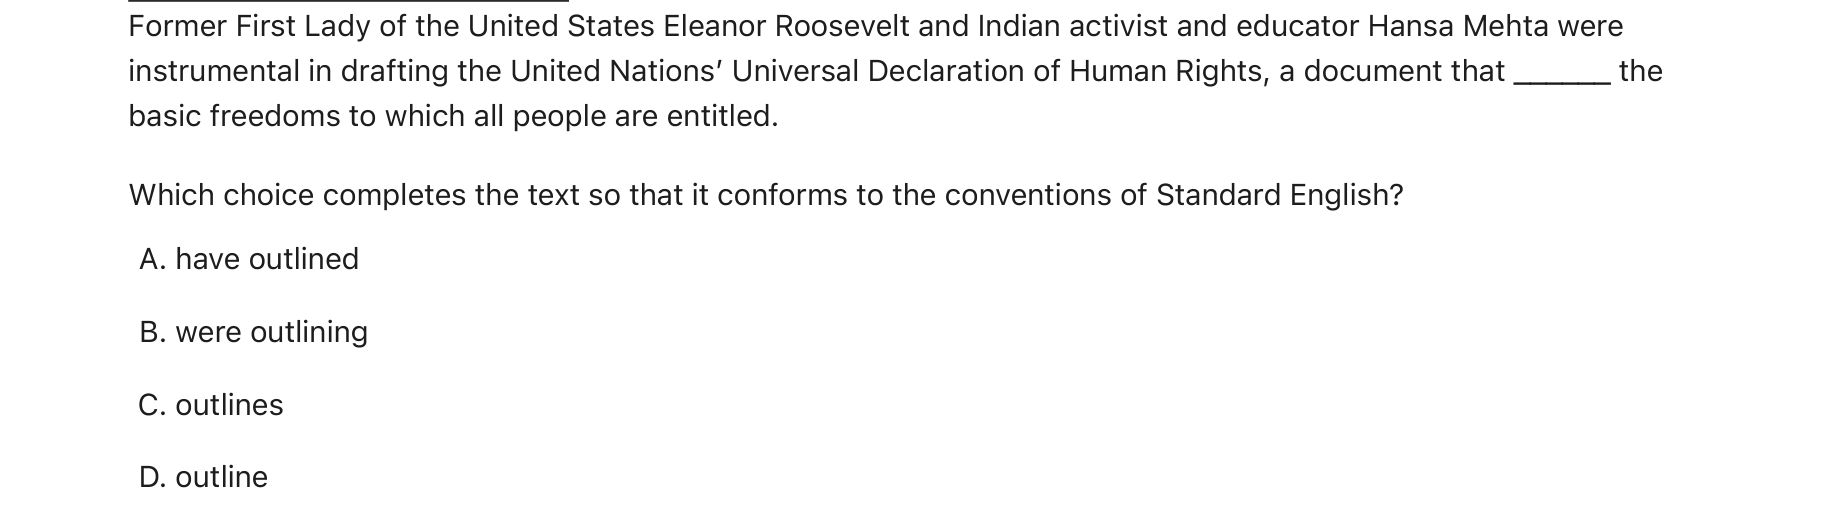 Former First Lady of the United States Eleanor Roosevelt and Indian activist and educator Hansa Mehta were
instrumental in drafting the United Nations’ Universal Declaration of Human Rights, a document that ______ the
basic freedoms to which all people are entitled.
Which choice completes the text so that it conforms to the conventions of Standard English?
A. have outlined
B. were outlining
C. outlines
D. outline